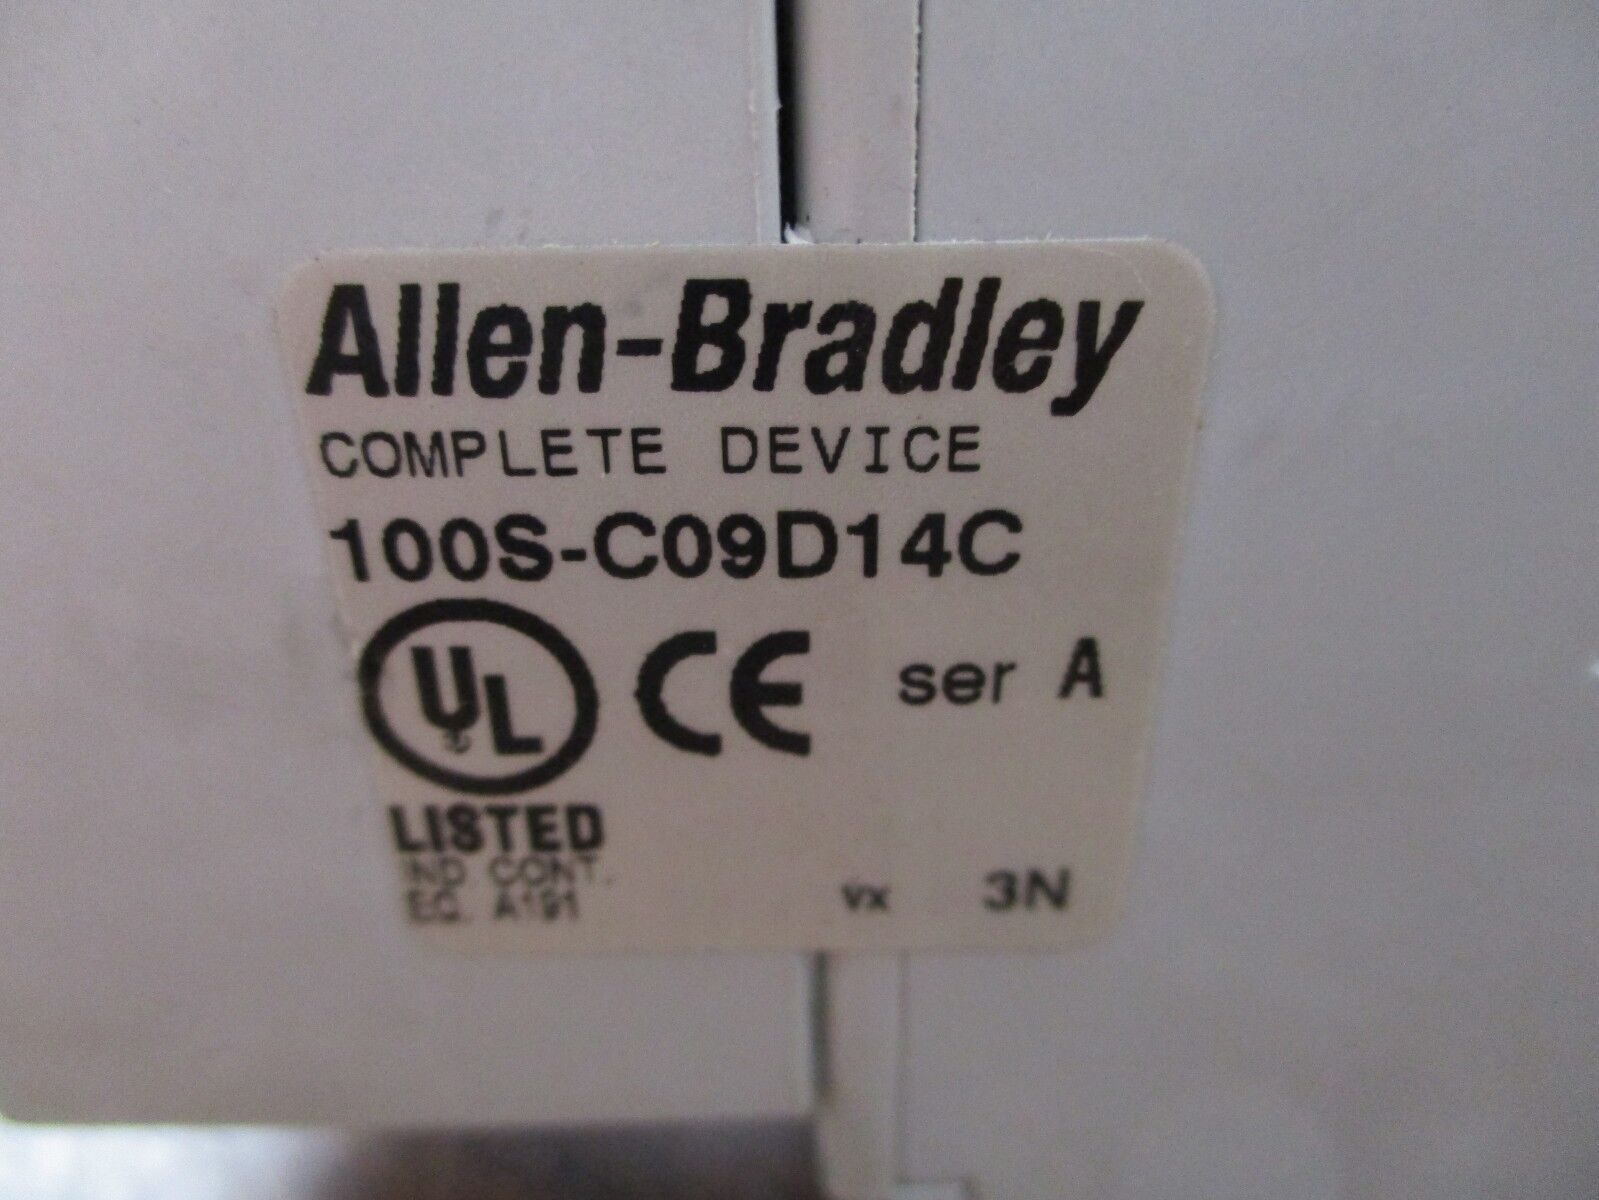 Allen-Bradley
COMPLETE DEVICE
100S-C09D14C
UL CE ser A
LISTED
IND CONT.
EQ. A191 vx 3N